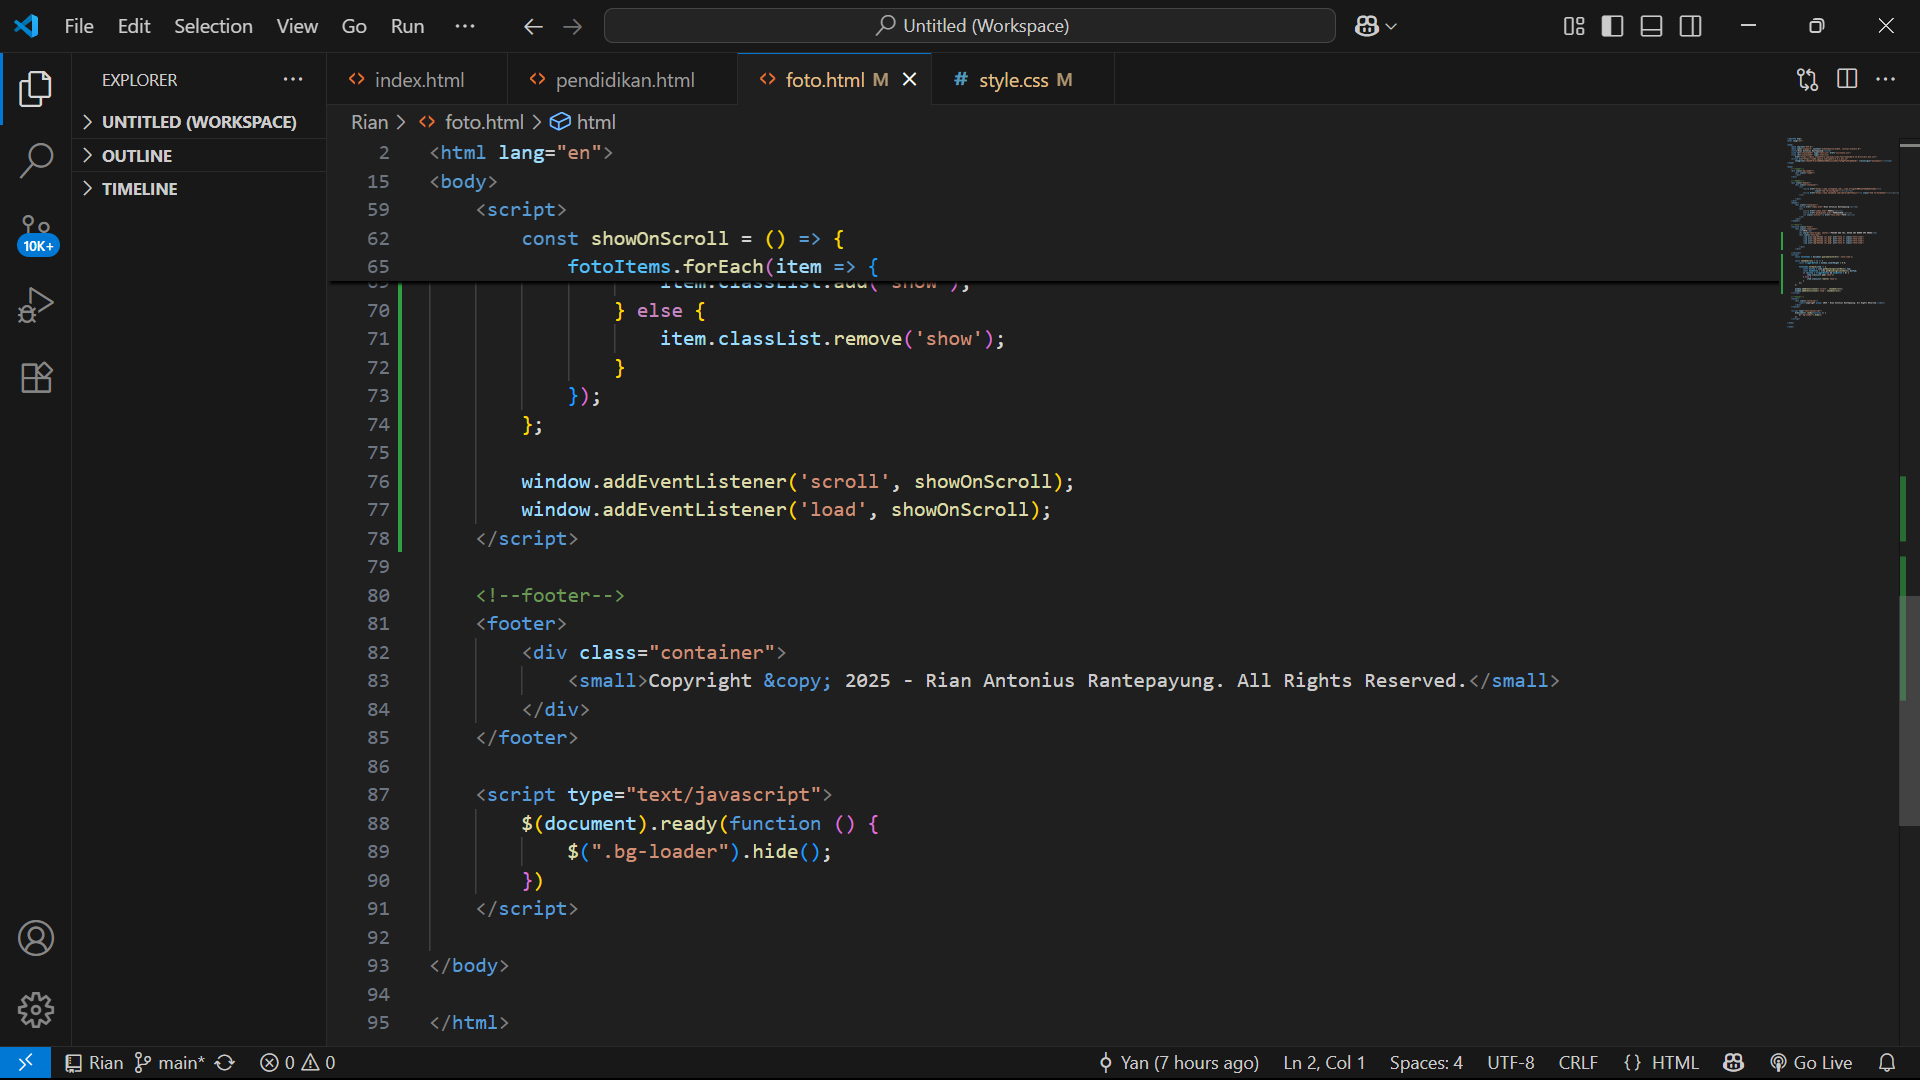 File Edit Selection View Go Run ··· Untitled (Workspace)
EXPLORER ···
UNTITLED (WORKSPACE)
OUTLINE
TIMELINE
10K+
index.html pendidikan.html foto.html M style.css M
Rian > foto.html > html
2 <html lang="en">
15 <body>
59 <script>
62 const showOnScroll = () => {
65 fotoItems.forEach(item => {
69 item.classList.add('show');
70 } else {
71 item.classList.remove('show');
72 }
73 });
74 };
75
76 window.addEventListener('scroll', showOnScroll);
77 window.addEventListener('load', showOnScroll);
78 </script>
79
80 <!--footer-->
81 <footer>
82 <div class="container">
83 <small>Copyright &copy; 2025 - Rian Antonius Rantepayung. All Rights Reserved.</small>
84 </div>
85 </footer>
86
87 <script type="text/javascript">
88 $(document).ready(function () {
89 $(".bg-loader").hide();
90 })
91 </script>
92
93 </body>
94
95 </html>
Rian main* 0 0 Yan (7 hours ago) Ln 2, Col 1 Spaces: 4 UTF-8 CRLF {} HTML Go Live